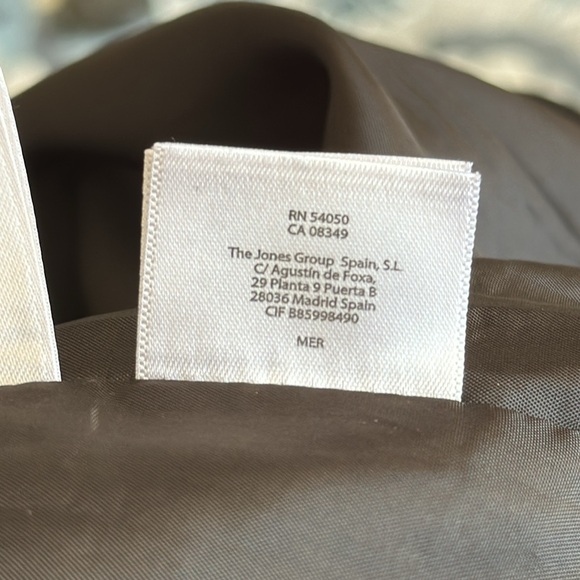 RN 54050
CA 08349
The Jones Group Spain, S.L.
C/ Agustín de Foxa,
29 Planta 9 Puerta B
28036 Madrid Spain
CIF B85998490
MER